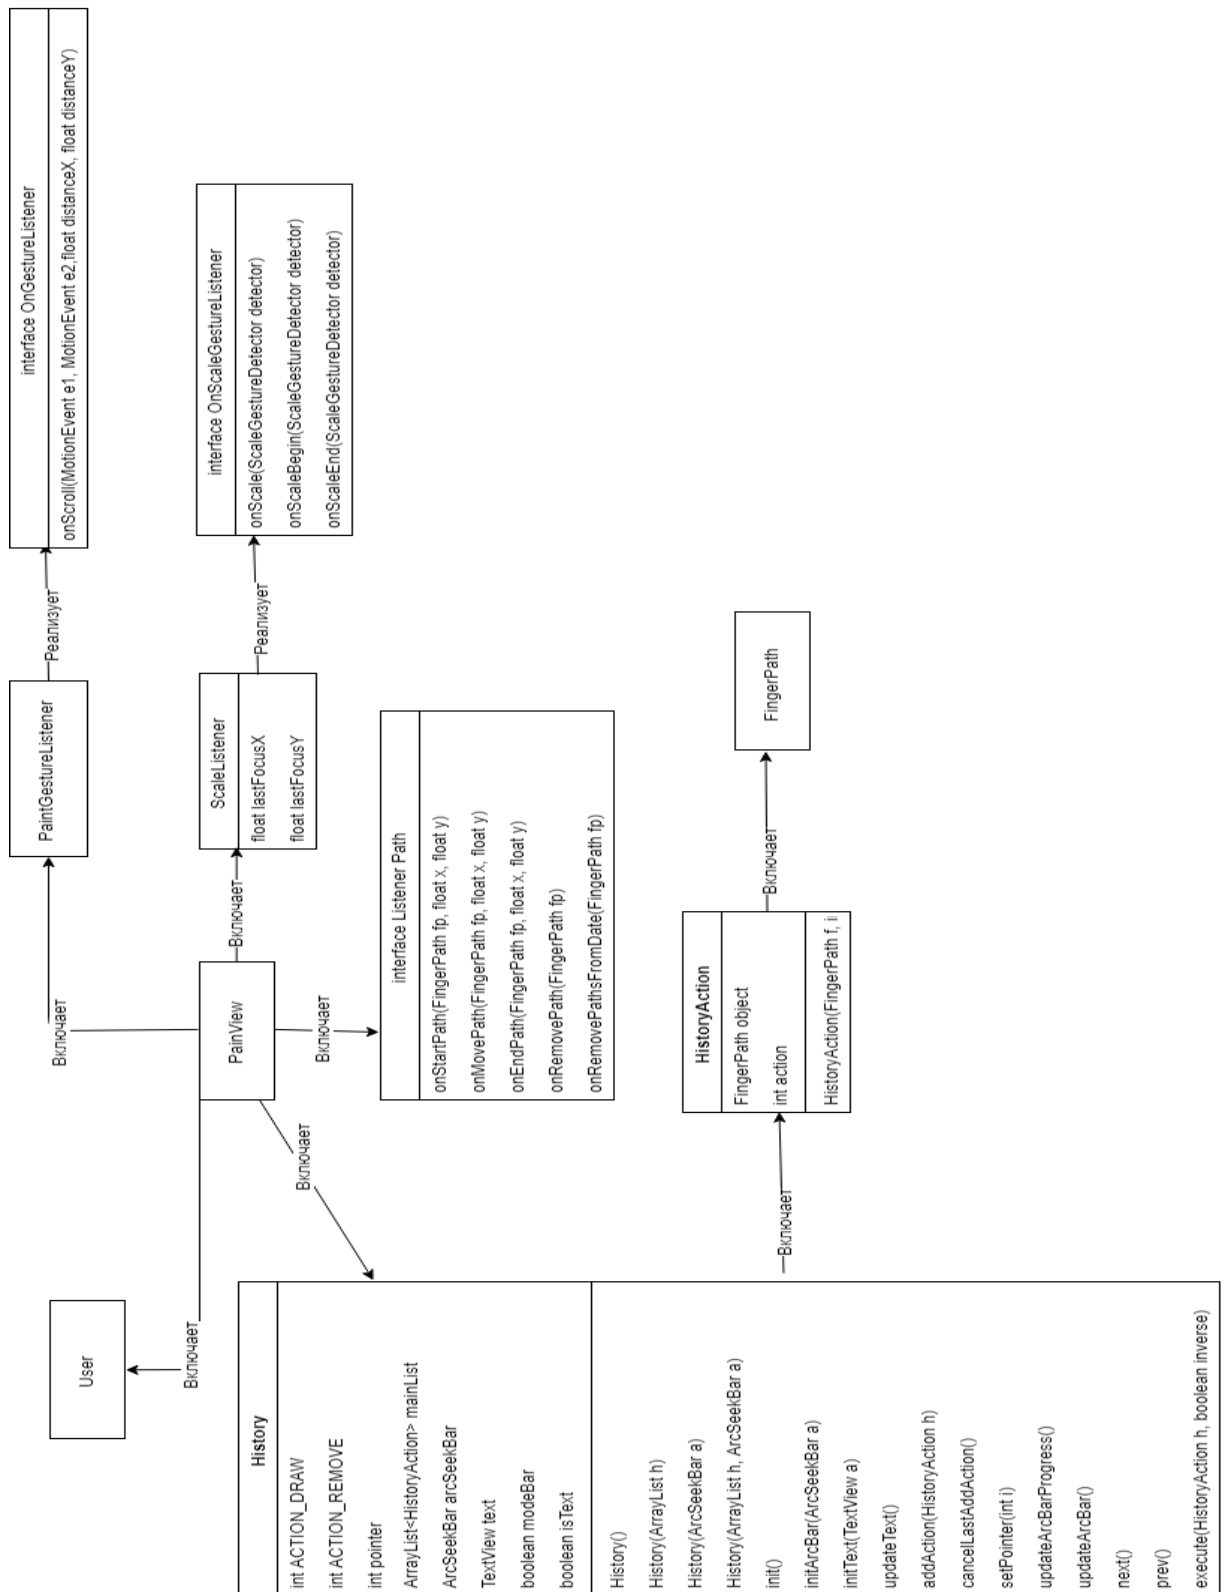 interface OnGestureListener
onScroll(MotionEvent e1, MotionEvent e2,float distanceX, float distanceY)
Реализует
PaintGestureListener
Включает
interface OnScaleGestureListener
onScale(ScaleGestureDetector detector)
onScaleBegin(ScaleGestureDetector detector)
onScaleEnd(ScaleGestureDetector detector)
Реализует
ScaleListener
float lastFocusX
float lastFocusY
Включает
PainView
Включает
interface Listener Path
onStartPath(FingerPath fp, float x, float y)
onMovePath(FingerPath fp, float x, float y)
onEndPath(FingerPath fp, float x, float y)
onRemovePath(FingerPath fp)
onRemovePathsFromDate(FingerPath fp)
Включает
User
Включает
History
int ACTION_DRAW
int ACTION_REMOVE
int pointer
ArrayList<HistoryAction> mainList
ArcSeekBar arcSeekBar
TextView text
boolean modeBar
boolean isText
History()
History(ArrayList h)
History(ArcSeekBar a)
History(ArrayList h, ArcSeekBar a)
init()
initArcBar(ArcSeekBar a)
initText(TextView a)
updateText()
addAction(HistoryAction h)
cancelLastAddAction()
setPointer(int i)
updateArcBarProgress()
updateArcBar()
next()
prev()
execute(HistoryAction h, boolean inverse)
Включает
HistoryAction
FingerPath object
int action
HistoryAction(FingerPath f,
Включает
FingerPath